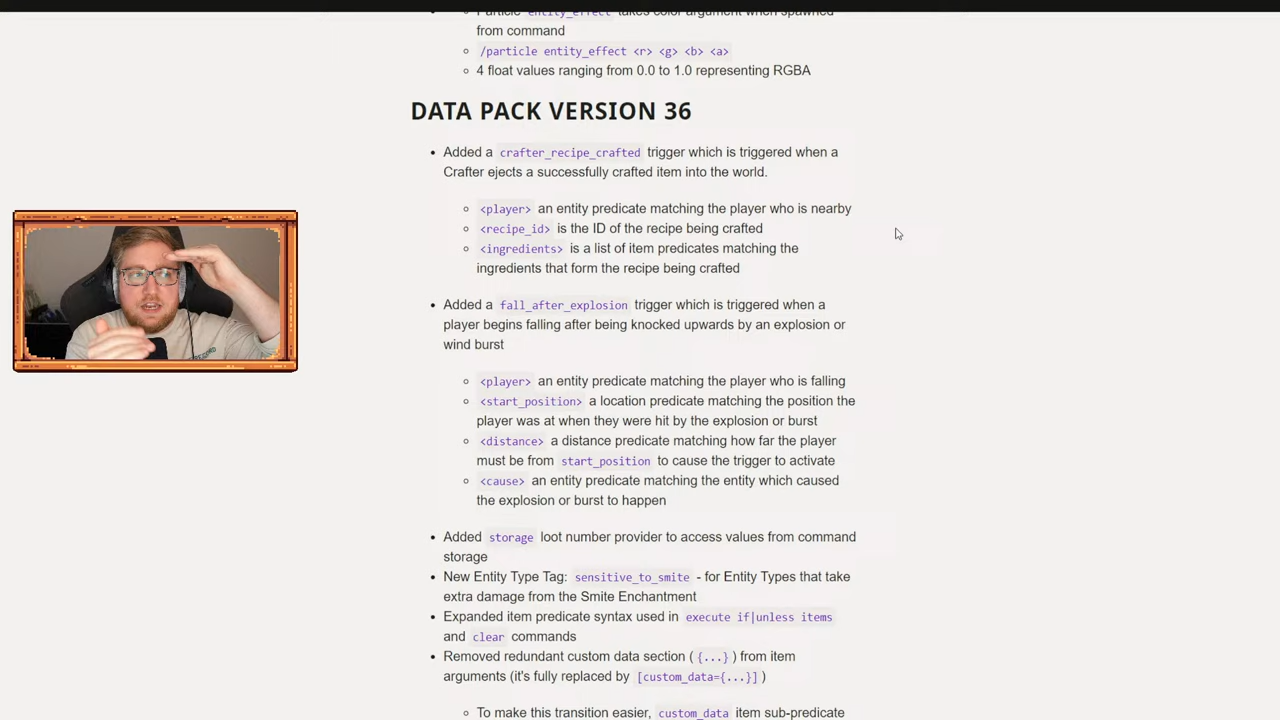 Particle entity_effect takes color argument when spawned
from command
/particle entity_effect <r> <g> <b> <a>
4 float values ranging from 0.0 to 1.0 representing RGBA
DATA PACK VERSION 36
Added a crafter_recipe_crafted trigger which is triggered when a
Crafter ejects a successfully crafted item into the world.
<player> an entity predicate matching the player who is nearby
<recipe_id> is the ID of the recipe being crafted
<ingredients> is a list of item predicates matching the
ingredients that form the recipe being crafted
Added a fall_after_explosion trigger which is triggered when a
player begins falling after being knocked upwards by an explosion or
wind burst
<player> an entity predicate matching the player who is falling
<start_position> a location predicate matching the position the
player was at when they were hit by the explosion or burst
<distance> a distance predicate matching how far the player
must be from start_position to cause the trigger to activate
<cause> an entity predicate matching the entity which caused
the explosion or burst to happen
Added storage loot number provider to access values from command
storage
New Entity Type Tag: sensitive_to_smite - for Entity Types that take
extra damage from the Smite Enchantment
Expanded item predicate syntax used in execute if|unless items
and clear commands
Removed redundant custom data section ( {...} ) from item
arguments (it's fully replaced by [custom_data={...}] )
To make this transition easier, custom_data item sub-predicate